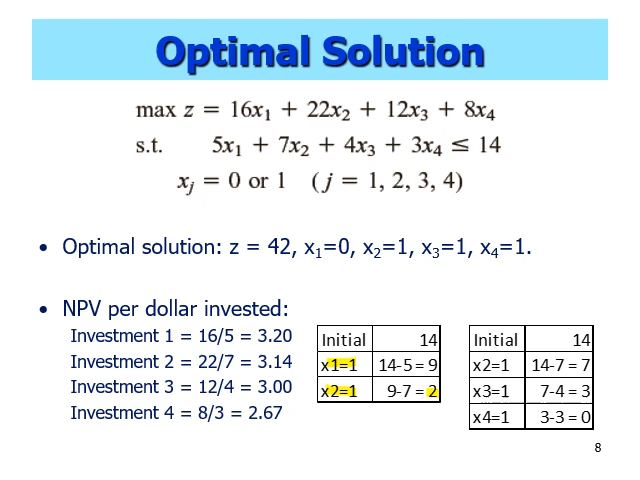 Optimal Solution
max z = 16x₁ + 22x₂ + 12x₃ + 8x₄
s.t. 5x₁ + 7x₂ + 4x₃ + 3x₄ ≤ 14
xⱼ = 0 or 1 (j = 1, 2, 3, 4)
• Optimal solution: z = 42, x₁=0, x₂=1, x₃=1, x₄=1.
• NPV per dollar invested:
Investment 1 = 16/5 = 3.20
Investment 2 = 22/7 = 3.14
Investment 3 = 12/4 = 3.00
Investment 4 = 8/3 = 2.67
Initial 14
x1=1 14-5 = 9
x2=1 9-7 = 2
Initial 14
x2=1 14-7 = 7
x3=1 7-4 = 3
x4=1 3-3 = 0
8